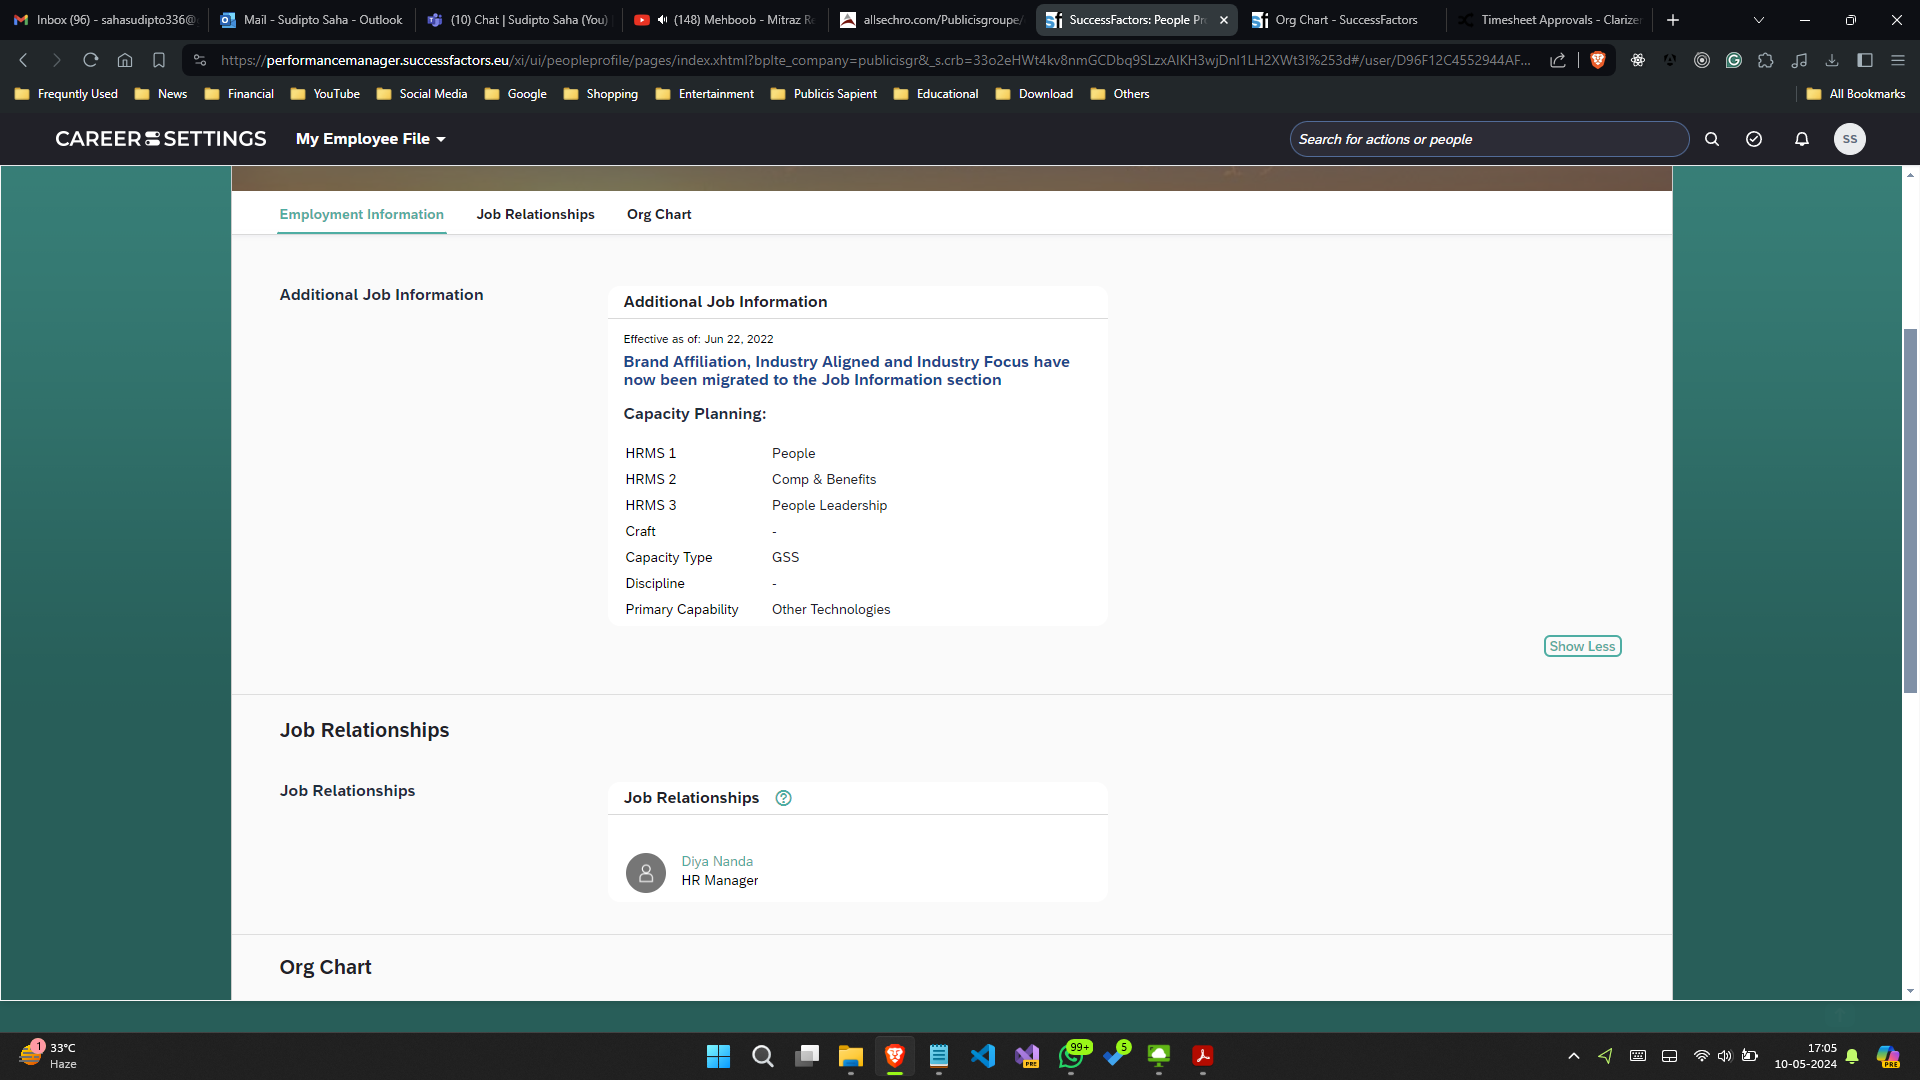 Inbox (96) - sahasudipto336@
Mail - Sudipto Saha - Outlook
(10) Chat | Sudipto Saha (You)
(148) Mehboob - Mitraz
allsechro.com/Publicisgroupe/
SuccessFactors: People Pr
Org Chart - SuccessFactors
Timesheet Approvals - Clarizen
https://performancemanager.successfactors.eu/xi/ui/peopleprofile/pages/index.xhtml?bplte_company=publicisgr&_s.crb=33o2eHWt4kv8nmGCDbq9SLzxAlKH3wjDnI1LH2XWt3I%253d#/user/D96F12C4552944AF...
Frequntly Used
News
Financial
YouTube
Social Media
Google
Shopping
Entertainment
Publicis Sapient
Educational
Download
Others
All Bookmarks
CAREER SETTINGS
My Employee File
Search for actions or people
SS
Employment Information
Job Relationships
Org Chart
Additional Job Information
Additional Job Information
Effective as of: Jun 22, 2022
Brand Affiliation, Industry Aligned and Industry Focus have
now been migrated to the Job Information section
Capacity Planning:
HRMS 1 People
HRMS 2 Comp & Benefits
HRMS 3 People Leadership
Craft -
Capacity Type GSS
Discipline -
Primary Capability Other Technologies
Show Less
Job Relationships
Job Relationships
Job Relationships
Diya Nanda
HR Manager
Org Chart
1
33°C
Haze
PRE
99+
5
17:05
10-05-2024
PRE